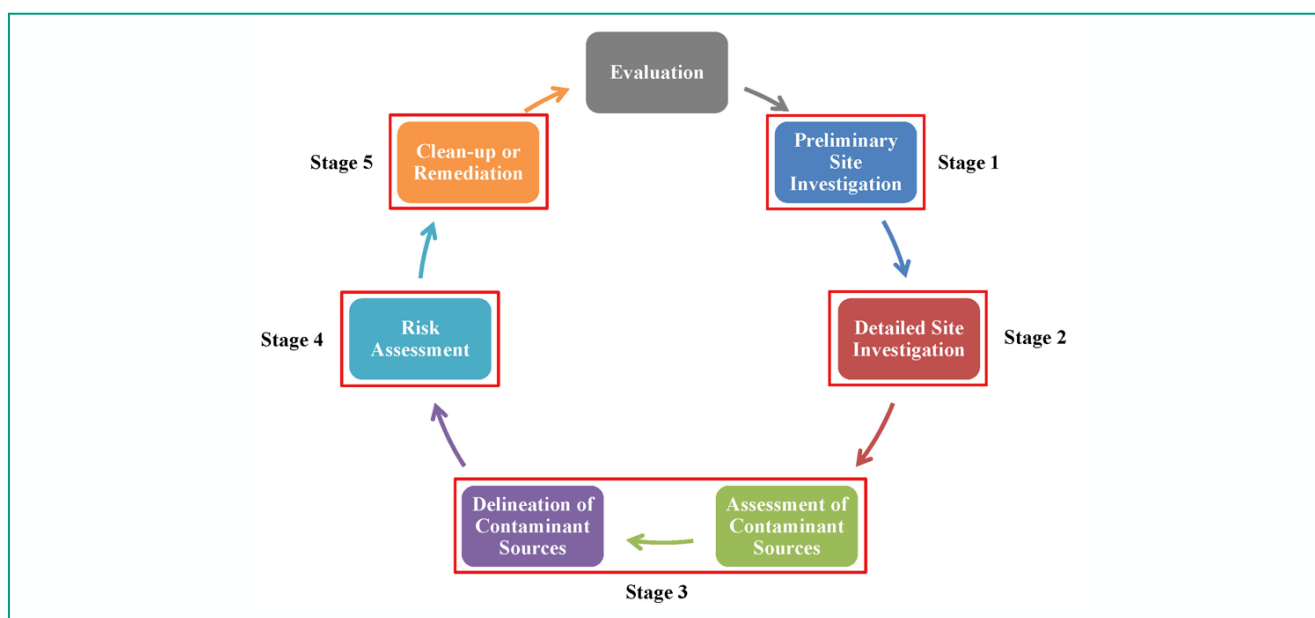 Evaluation
Preliminary
Site
Investigation
Stage 1
Detailed Site
Investigation
Stage 2
Assessment of
Contaminant
Sources
Delineation of
Contaminant
Sources
Stage 3
Risk
Assessment
Stage 4
Clean-up or
Remediation
Stage 5